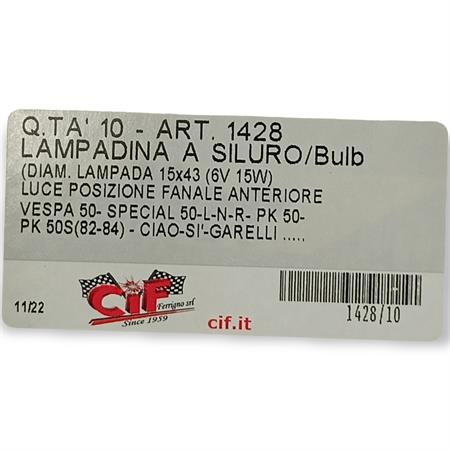 Q.TA' 10 - ART. 1428
LAMPADINA A SILURO/Bulb
(DIAM. LAMPADA 15x43 (6V 15W)
LUCE POSIZIONE FANALE ANTERIORE
VESPA 50- SPECIAL 50-L-N-R- PK 50-
PK 50S(82-84) - CIAO-SI'-GARELLI .....
11/22
CiF
Ferrigno srl
Since 1959
cif.it
1428/10